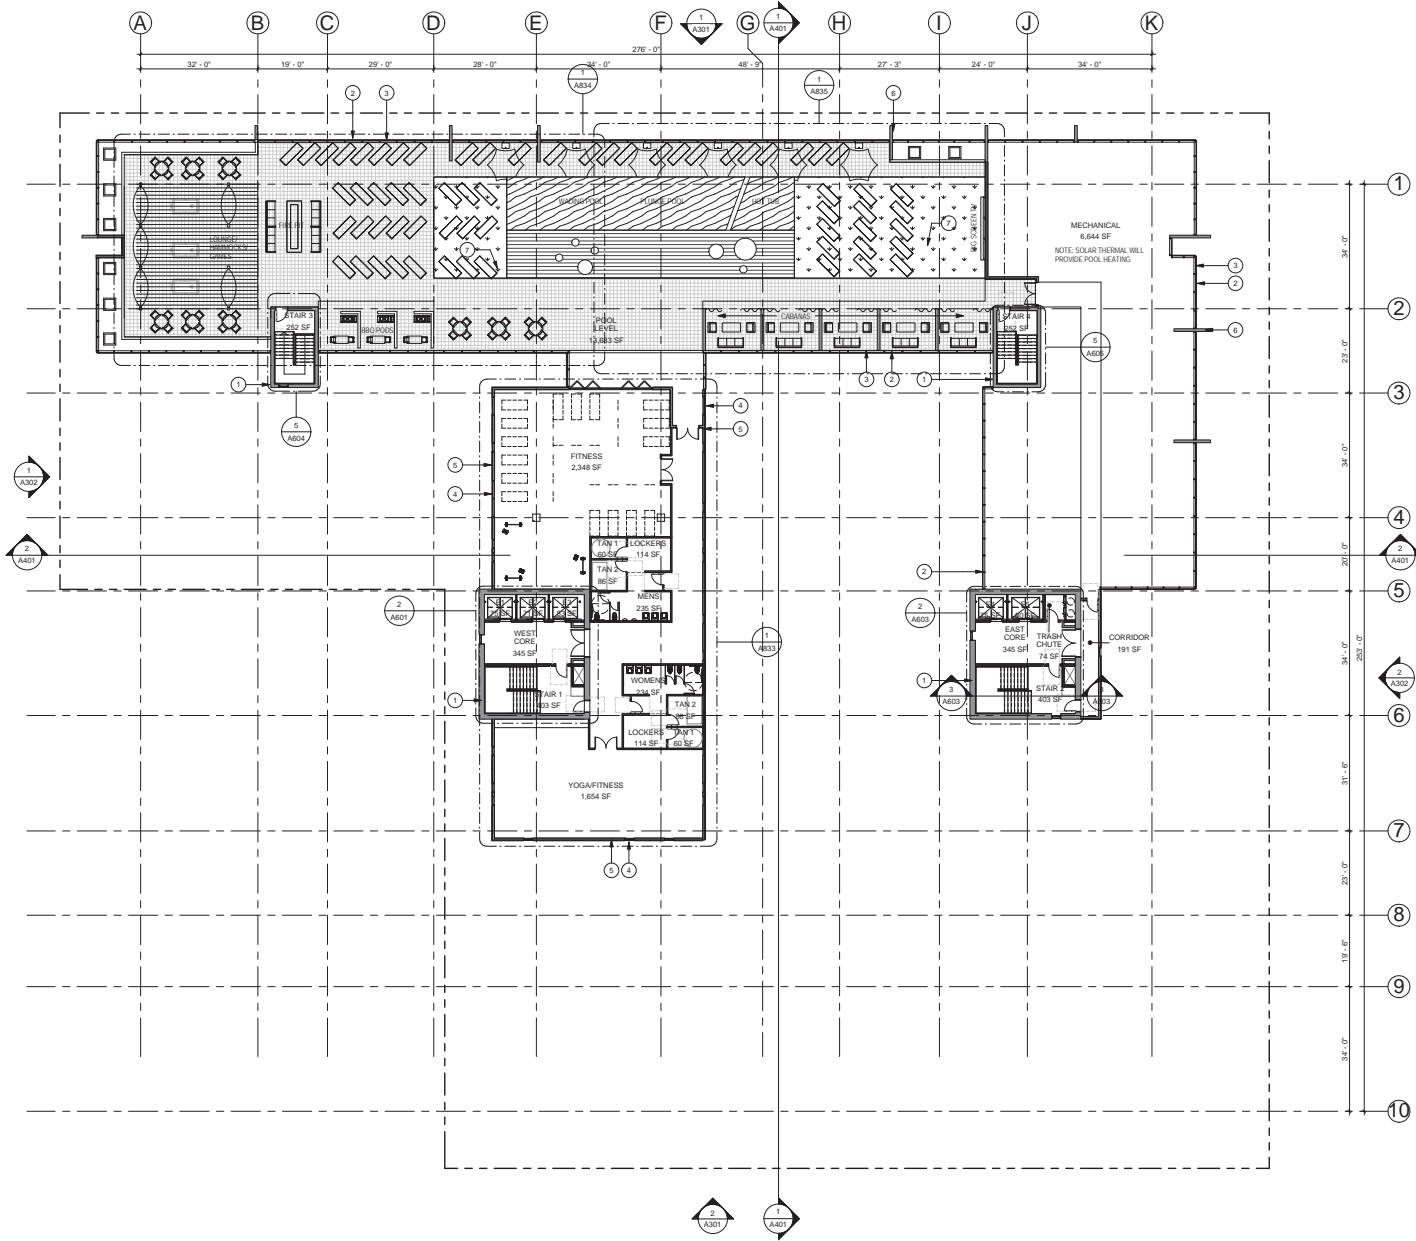 A B C D E F G H I J K
1 A301
1 A401
276' - 0"
32' - 0" 19' - 0" 29' - 0" 28' - 0" 34' - 0" 48' - 9" 27' - 3" 24' - 0" 34' - 0"
1 A834
1 A835
2 3 6
1
WADING POOL PLUNGE POOL HOT TUB
FIRE PIT
LOUNGE/
HAMMOCKS/
GAMES
7
7
BIG SCREEN TV
MECHANICAL
6,644 SF
NOTE: SOLAR THERMAL WILL
PROVIDE POOL HEATING
34' - 0"
3
2
2
STAIR 3
252 SF
BBQ PODS
POOL
LEVEL
13,683 SF
CABANAS
STAIR 4
252 SF
6
5 A605
23' - 0"
1
3 2 1
3
5 A604
4
5
FITNESS
2,348 SF
5
4
1 A302
34' - 0"
4
TAN 1
60 SF
LOCKERS
114 SF
2 A401
2 A401
20' - 0"
TAN 2
86 SF
2
5
MENS
235 SF
2 A601
2 A603
WEST
CORE
345 SF
1 A833
EAST
CORE
345 SF
TRASH
CHUTE
74 SF
CORRIDOR
191 SF
34' - 0"
253' - 0"
WOMENS
234 SF
2 A302
1
STAIR 1
403 SF
TAN 2
86 SF
1
3 A603
STAIR 2
403 SF
A603
6
LOCKERS
114 SF
TAN 1
60 SF
YOGA/FITNESS
1,654 SF
31' - 6"
7
5 4
23' - 0"
8
19' - 6"
9
34' - 0"
10
2 A301
1 A401